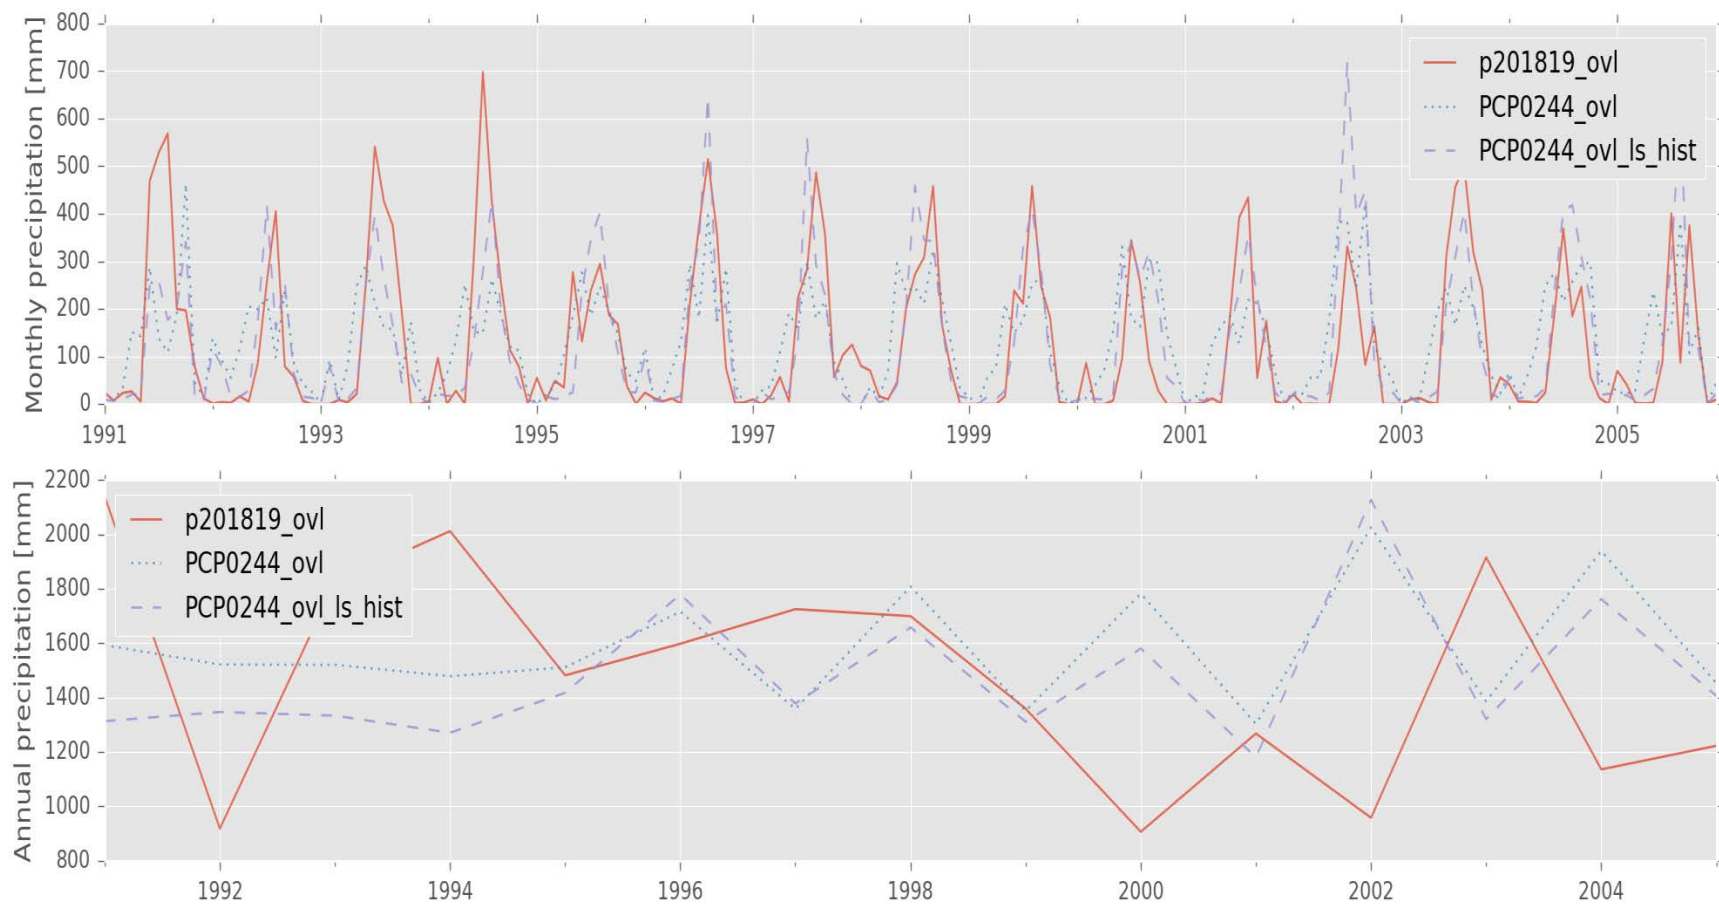 Monthly precipitation [mm]
800
700
600
500
400
300
200
100
0
p201819_ovl
PCP0244_ovl
PCP0244_ovl_ls_hist
1991 1993 1995 1997 1999 2001 2003 2005
Annual precipitation [mm]
2200
2000
1800
1600
1400
1200
1000
800
p201819_ovl
PCP0244_ovl
PCP0244_ovl_ls_hist
1992 1994 1996 1998 2000 2002 2004